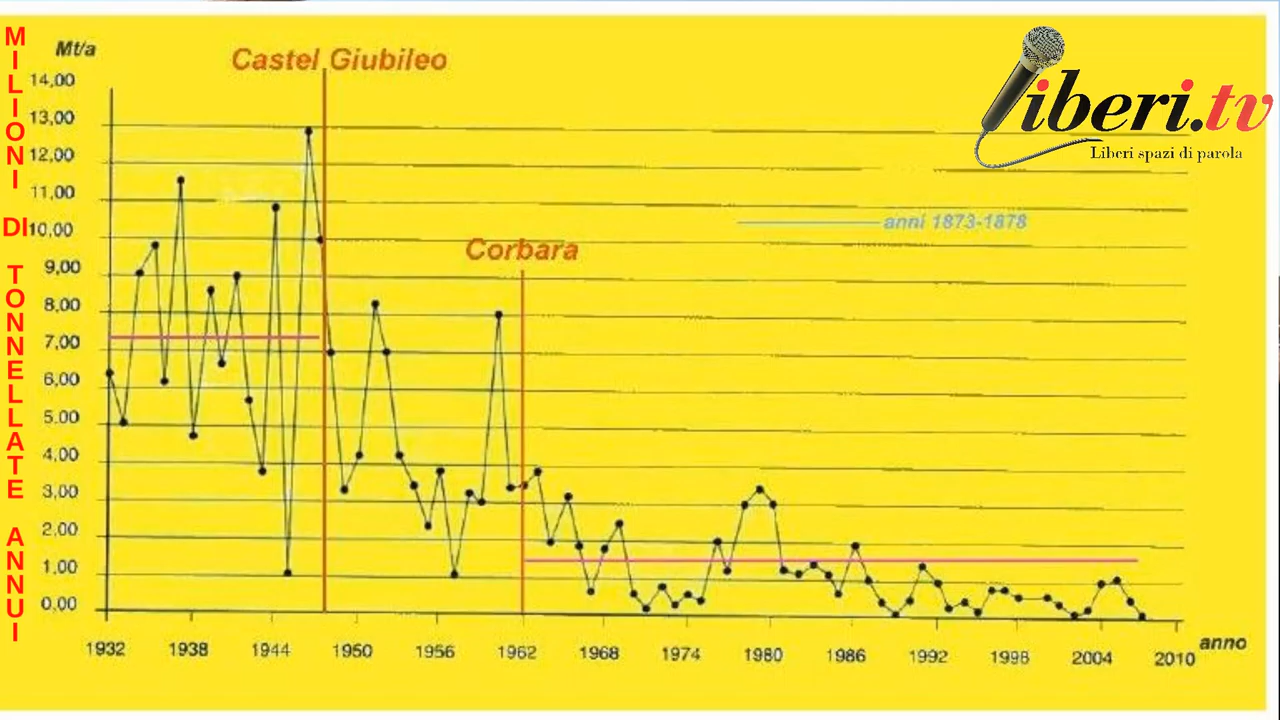 MILIONI DI TONNELLATE ANNUI
Mt/a
14,00
13,00
12,00
11,00
10,00
9,00
8,00
7,00
6,00
5,00
4,00
3,00
2,00
1,00
0,00
Castel Giubileo
Corbara
anni 1873-1878
liberi.tv
Liberi spazi di parola
1932 1938 1944 1950 1956 1962 1968 1974 1980 1986 1992 1998 2004 2010
anno